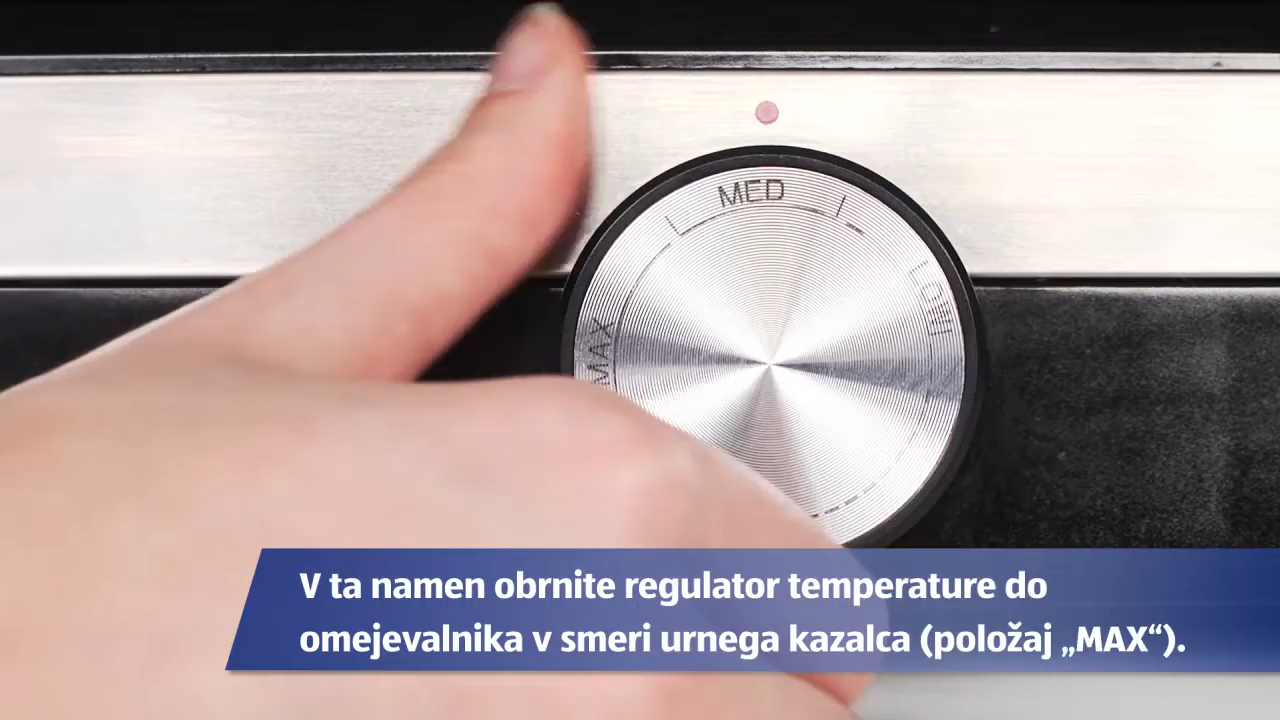 MED
MAX
V ta namen obrnite regulator temperature do
omejevalnika v smeri urnega kazalca (položaj „MAX“).